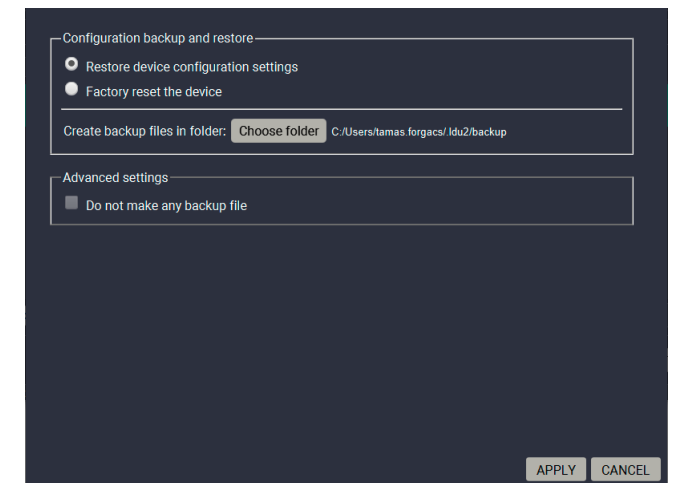 Configuration backup and restore
Restore device configuration settings
Factory reset the device
Create backup files in folder: Choose folder C:/Users/tamas.forgacs/.ldu2/backup
Advanced settings
Do not make any backup file
APPLY CANCEL